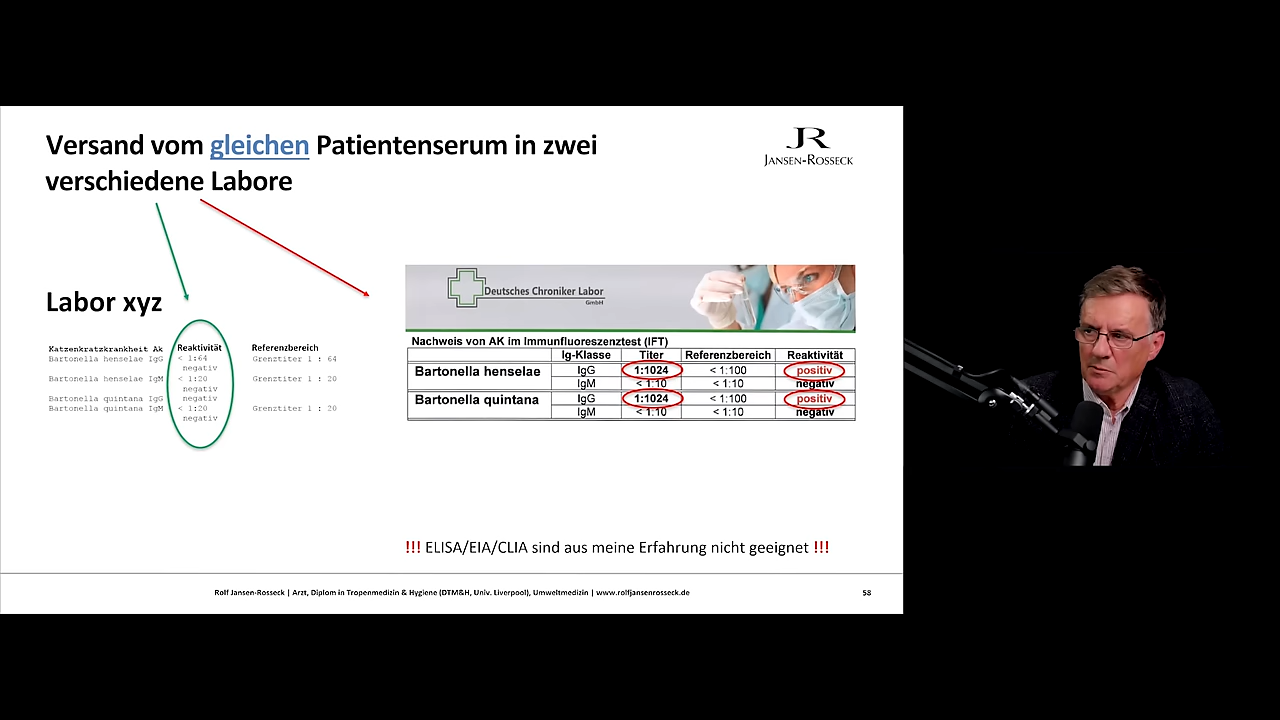 Versand vom gleichen Patientenserum in zwei
verschiedene Labore
JR
JANSEN-ROSSECK
Labor xyz
Katzenkratzkrankheit Ak Reaktivität Referenzbereich
Bartonella henselae IgG < 1:64 Grenztiter 1 : 64
negativ
Bartonella henselae IgM < 1:20 Grenztiter 1 : 20
negativ
Bartonella quintana IgG negativ
Bartonella quintana IgM < 1:20 Grenztiter 1 : 20
negativ
Deutsches Chroniker Labor
GmbH
Nachweis von AK im Immunfluoreszenztest (IFT)
Ig-Klasse Titer Referenzbereich Reaktivität
Bartonella henselae IgG 1:1024 < 1:100 positiv
IgM < 1:10 < 1:10 negativ
Bartonella quintana IgG 1:1024 < 1:100 positiv
IgM < 1:10 < 1:10 negativ
!!! ELISA/EIA/CLIA sind aus meine Erfahrung nicht geeignet !!!
Rolf Jansen-Rosseck | Arzt, Diplom in Tropenmedizin & Hygiene (DTM&H, Univ. Liverpool), Umweltmedizin | www.rolfjansenrosseck.de
58